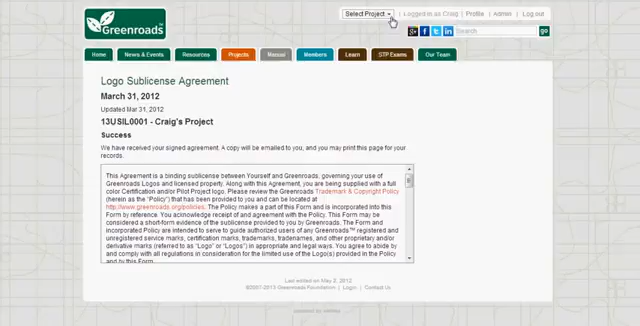 Greenroads™
Select Project | Logged in as Craig | Profile | Admin | Log out
Search go
Home News & Events Resources Projects Manual Members Learn STP Exams Our Team
Logo Sublicense Agreement
March 31, 2012
Updated Mar 31, 2012
13USIL0001 - Craig's Project
Success
We have received your signed agreement. A copy will be emailed to you, and you may print this page for your
records.
This Agreement is a binding sublicense between Yourself and Greenroads, governing your use of
Greenroads Logos and licensed property. Along with this Agreement, you are being supplied with a full
color Certification and/or Pilot Project logo. Please review the Greenroads Trademark & Copyright Policy
(herein as the "Policy") that has been provided to you and can be located at
http://www.greenroads.org/policies. The Policy makes a part of this Form and is incorporated into this
Form by reference. You acknowledge receipt of and agreement with the Policy. This Form may be
considered a short-form evidence of the sublicense provided to you by Greenroads. The Form and
incorporated Policy are intended to serve to guide authorized users of any Greenroads™ registered and
unregistered service marks, certification marks, trademarks, tradenames, and other proprietary and/or
derivative marks (referred to as "Logo" or "Logos") in appropriate and legal ways. You agree to abide by
and comply with all regulations in consideration for the limited use of the Logo(s) provided in the Policy
and by this Form.
Last edited on May 2, 2012
©2007-2013 Greenroads Foundation | Login | Contact Us